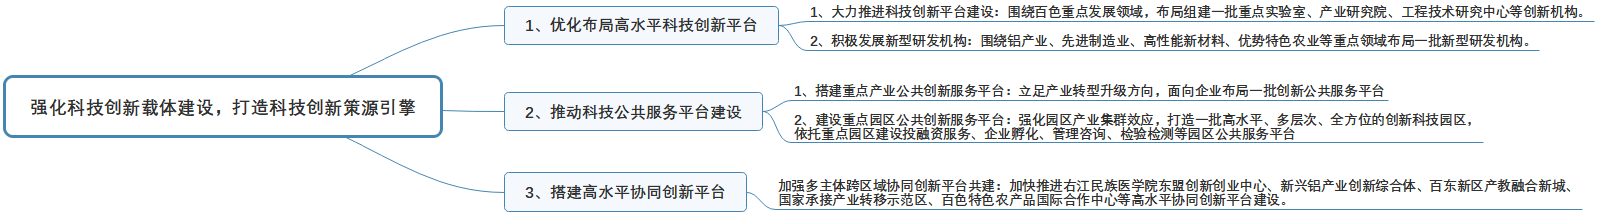 强化科技创新载体建设，打造科技创新策源引擎
1、优化布局高水平科技创新平台
1、大力推进科技创新平台建设：围绕百色重点发展领域，布局组建一批重点实验室、产业研究院、工程技术研究中心等创新机构。
2、积极发展新型研发机构：围绕铝产业、先进制造业、高性能新材料、优势特色农业等重点领域布局一批新型研发机构。
2、推动科技公共服务平台建设
1、搭建重点产业公共创新服务平台：立足产业转型升级方向，面向企业布局一批创新公共服务平台
2、建设重点园区公共创新服务平台：强化园区产业集群效应，打造一批高水平、多层次、全方位的创新科技园区，
依托重点园区建设投融资服务、企业孵化、管理咨询、检验检测等园区公共服务平台
3、搭建高水平协同创新平台
加强多主体跨区域协同创新平台共建：加快推进右江民族医学院东盟创新创业中心、新兴铝产业创新综合体、百东新区产教融合新城、
国家承接产业转移示范区、百色特色农产品国际合作中心等高水平协同创新平台建设。